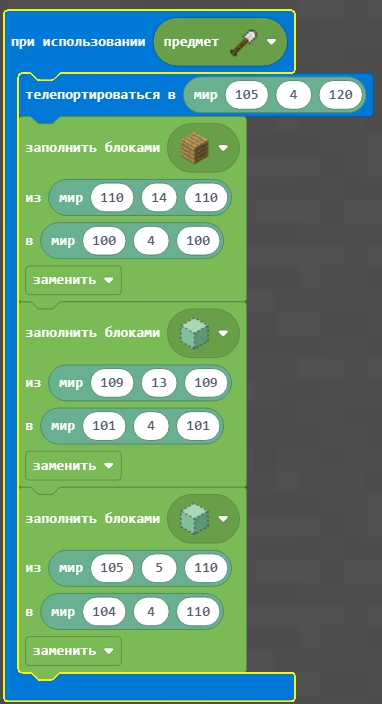 при использовании предмет
телепортироваться в мир 105 4 120
заполнить блоками
из мир 110 14 110
в мир 100 4 100
заменить
заполнить блоками
из мир 109 13 109
в мир 101 4 101
заменить
заполнить блоками
из мир 105 5 110
в мир 104 4 110
заменить